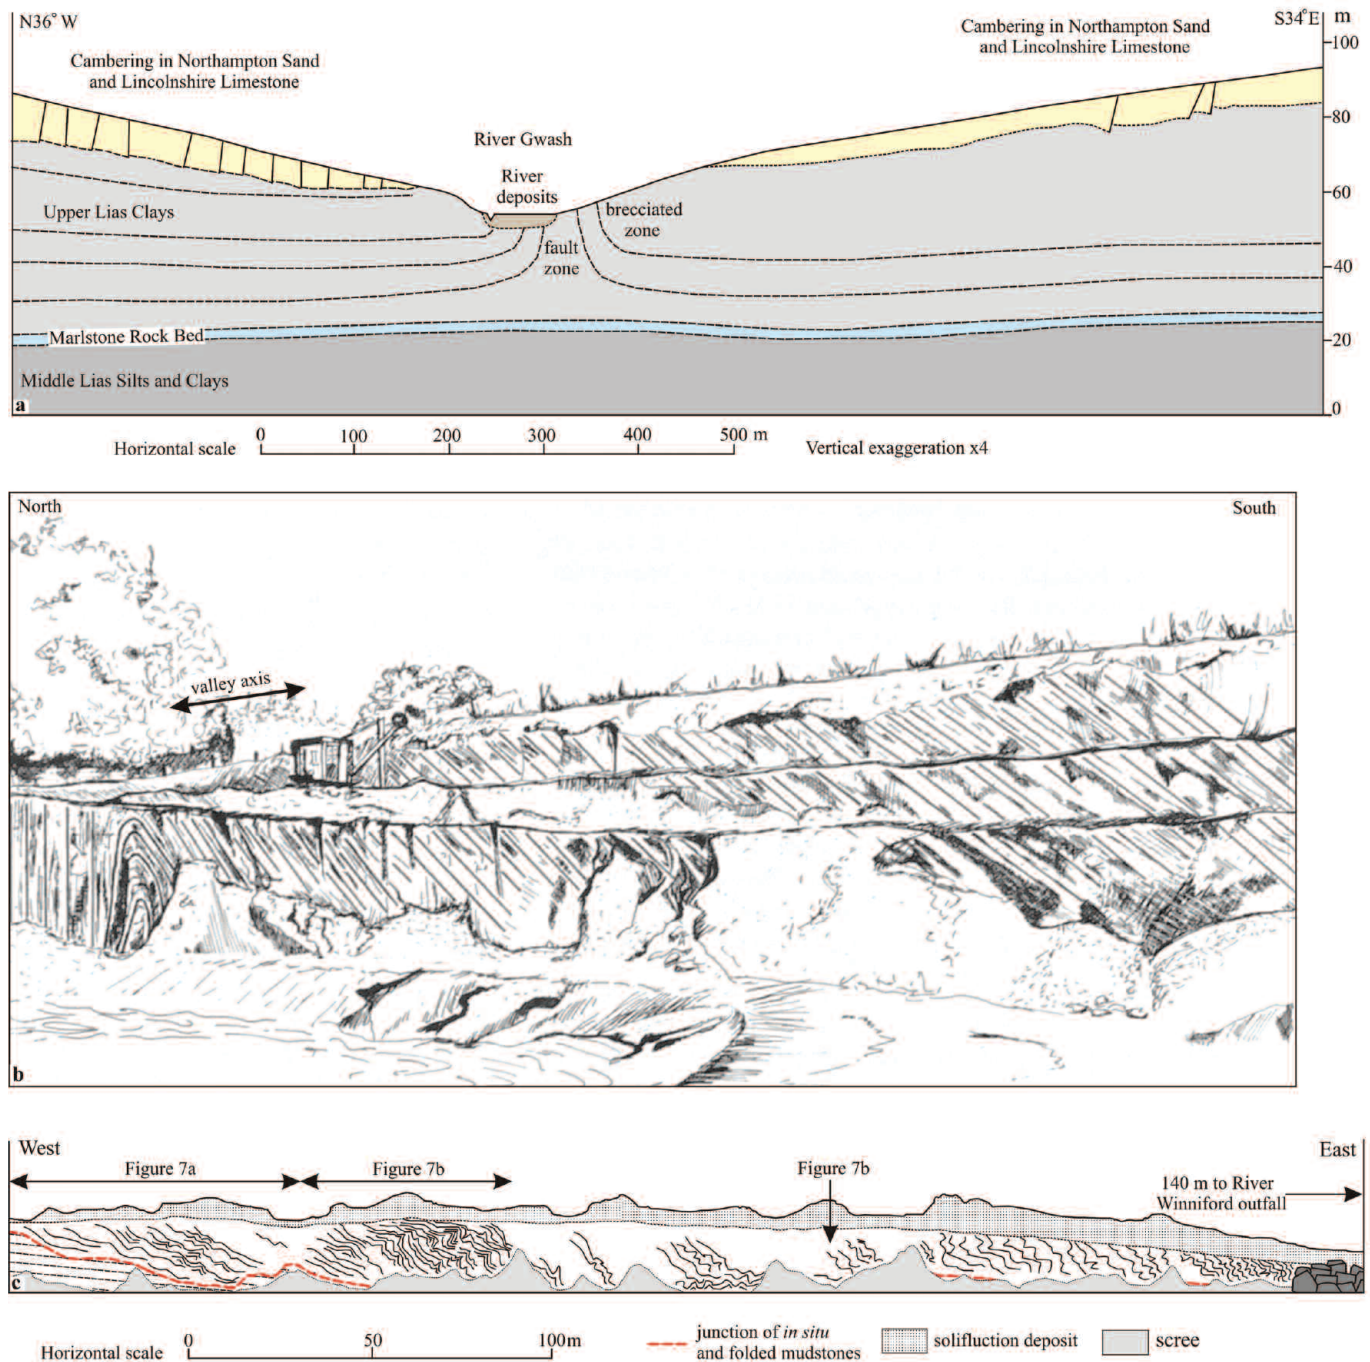 N36° W
S34°E
m
100
Cambering in Northampton Sand
and Lincolnshire Limestone
Cambering in Northampton Sand
and Lincolnshire Limestone
80
River Gwash
River
deposits
60
brecciated
zone
Upper Lias Clays
fault
zone
40
Marlstone Rock Bed
20
Middle Lias Silts and Clays
a
0
Horizontal scale
0 100 200 300 400 500 m
Vertical exaggeration x4
North
South
valley axis
b
West
East
Figure 7a
Figure 7b
Figure 7b
140 m to River
Winniford outfall
c
Horizontal scale
0 50 100m
junction of in situ
and folded mudstones
solifluction deposit
scree